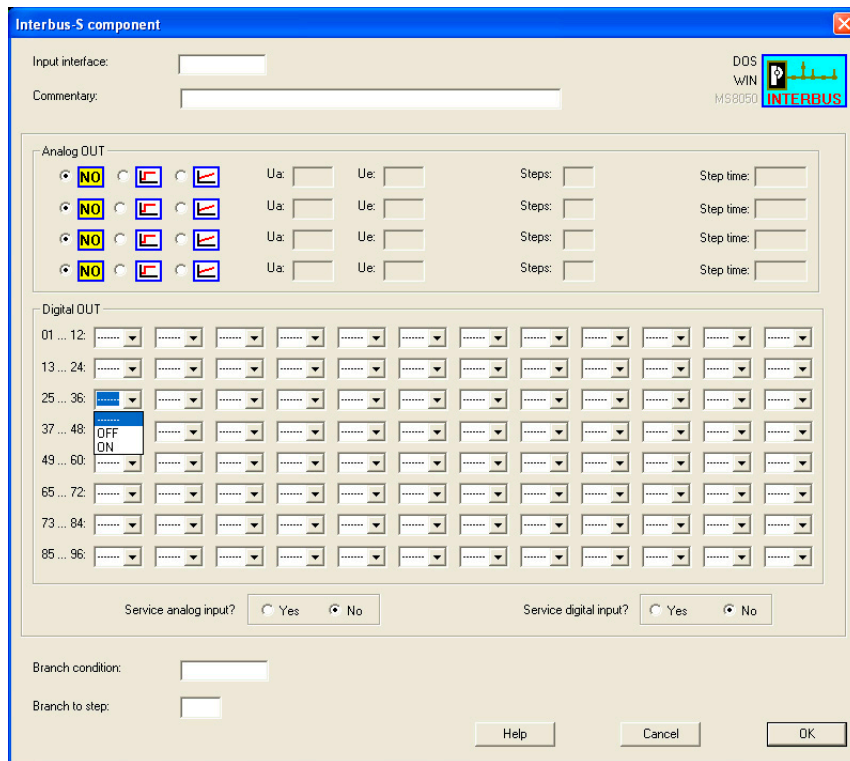 Interbus-S component
Input interface:
DOS
WIN
Commentary:
MS8050
INTERBUS
Analog OUT
NO Ua: Ue: Steps: Step time:
NO Ua: Ue: Steps: Step time:
NO Ua: Ue: Steps: Step time:
NO Ua: Ue: Steps: Step time:
Digital OUT
01 ... 12: ------ ------ ------ ------ ------ ------ ------ ------ ------ ------ ------ ------
13 ... 24: ------ ------ ------ ------ ------ ------ ------ ------ ------ ------ ------ ------
25 ... 36: ------ ------ ------ ------ ------ ------ ------ ------ ------ ------ ------ ------
------
37 ... 48: OFF ------ ------ ------ ------ ------ ------ ------ ------ ------ ------ ------
ON
49 ... 60: ------ ------ ------ ------ ------ ------ ------ ------ ------ ------ ------ ------
65 ... 72: ------ ------ ------ ------ ------ ------ ------ ------ ------ ------ ------ ------
73 ... 84: ------ ------ ------ ------ ------ ------ ------ ------ ------ ------ ------ ------
85 ... 96: ------ ------ ------ ------ ------ ------ ------ ------ ------ ------ ------ ------
Service analog input? Yes No Service digital input? Yes No
Branch condition:
Branch to step:
Help Cancel OK